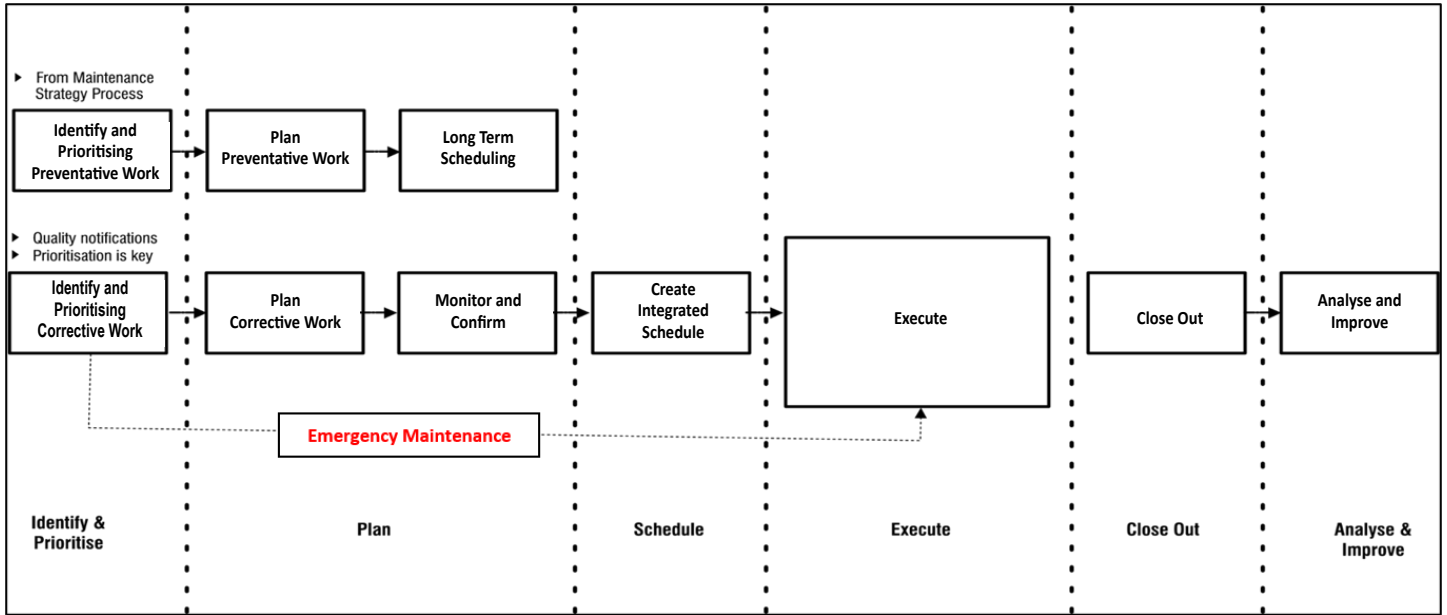 From Maintenance
Strategy Process
Identify and
Prioritising
Preventative Work
Plan
Preventative Work
Long Term
Scheduling
Quality notifications
Prioritisation is key
Identify and
Prioritising
Corrective Work
Plan
Corrective Work
Monitor and
Confirm
Create
Integrated
Schedule
Execute
Close Out
Analyse and
Improve
Emergency Maintenance
Identify &
Prioritise
Plan
Schedule
Execute
Close Out
Analyse &
Improve